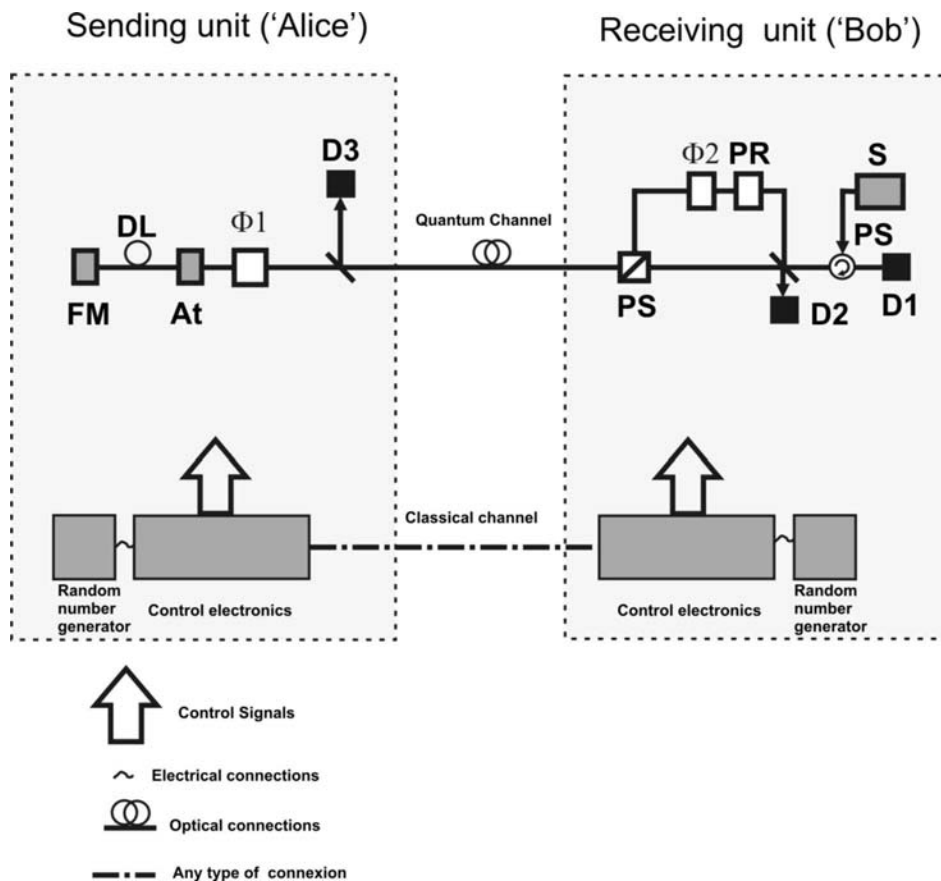 Sending unit ('Alice')
Receiving unit ('Bob')
D3
Φ1
DL
FM
At
Quantum Channel
Φ2
PR
S
PS
PS
D2
D1
Classical channel
Random
number
generator
Control electronics
Control electronics
Random
number
generator
Control Signals
Electrical connections
Optical connections
Any type of connexion